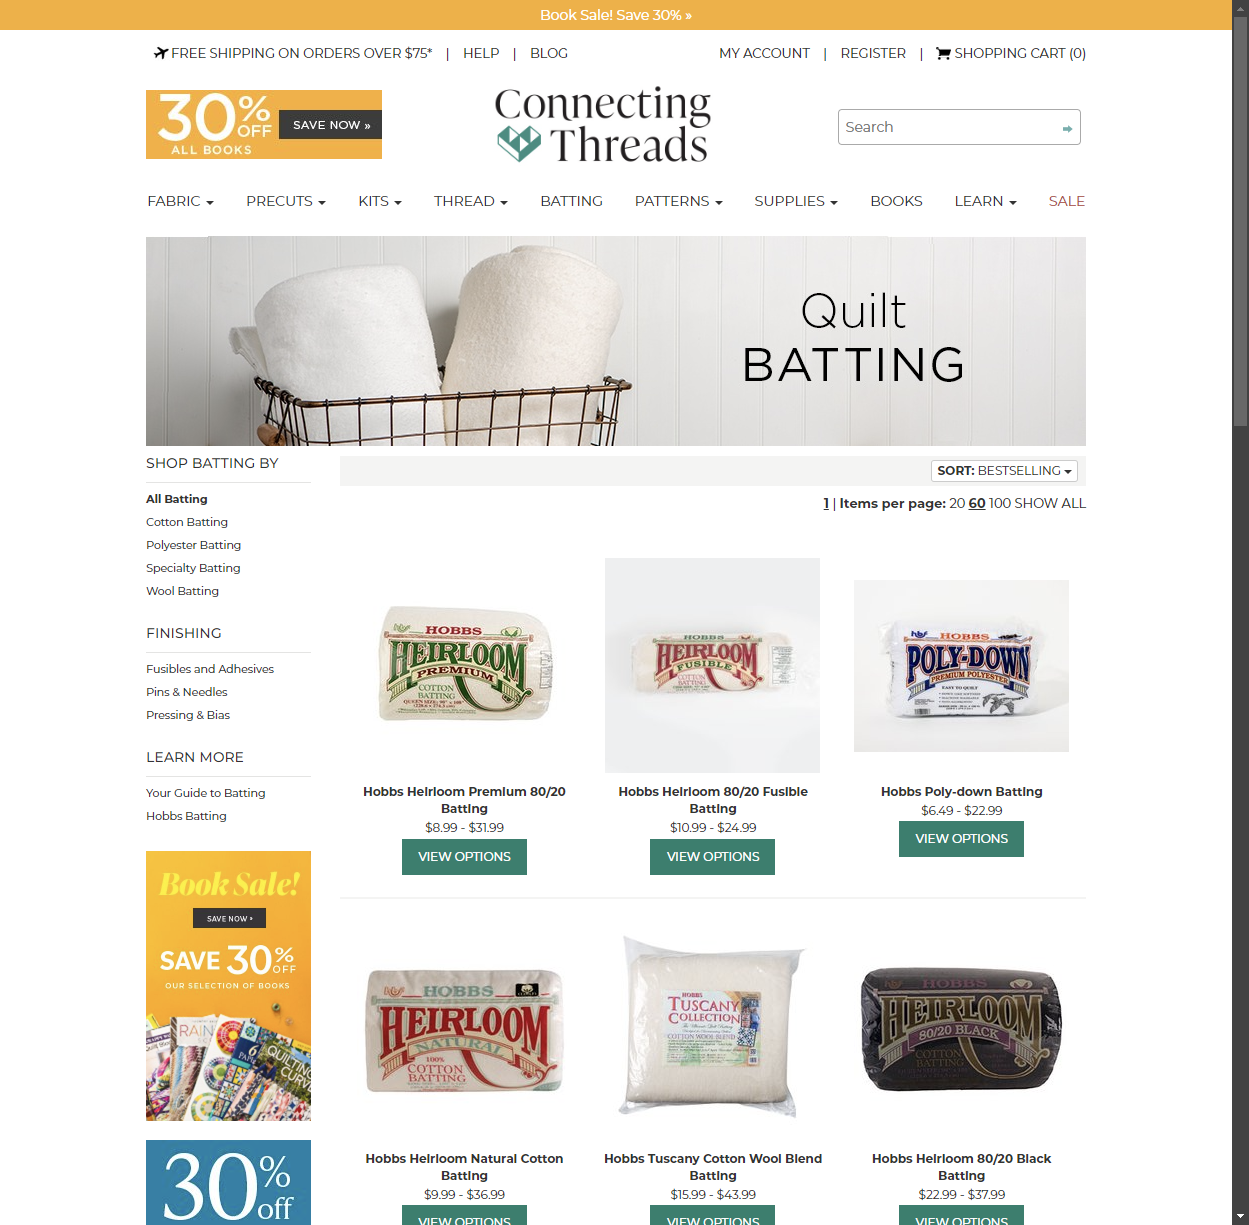 Book Sale! Save 30% »
FREE SHIPPING ON ORDERS OVER $75* | HELP | BLOG
MY ACCOUNT | REGISTER | SHOPPING CART (0)
30% OFF
ALL BOOKS
SAVE NOW »
Connecting
Threads
Search
FABRIC PRECUTS KITS THREAD BATTING PATTERNS SUPPLIES BOOKS LEARN SALE
Quilt
BATTING
SHOP BATTING BY
All Batting
Cotton Batting
Polyester Batting
Specialty Batting
Wool Batting
FINISHING
Fusibles and Adhesives
Pins & Needles
Pressing & Bias
LEARN MORE
Your Guide to Batting
Hobbs Batting
Book Sale!
SAVE NOW »
SAVE 30% OFF
OUR SELECTION OF BOOKS
30% off
SORT: BESTSELLING
1 | Items per page: 20 60 100 SHOW ALL
HOBBS
HEIRLOOM
PREMIUM
COTTON
BATTING
HOBBS
HEIRLOOM
FUSIBLE
COTTON
BATTING
HOBBS
POLY-DOWN
PREMIUM POLYESTER
EASY TO QUILT
Hobbs Heirloom Premium 80/20
Batting
$8.99 - $31.99
VIEW OPTIONS
Hobbs Heirloom 80/20 Fusible
Batting
$10.99 - $24.99
VIEW OPTIONS
Hobbs Poly-down Batting
$6.49 - $22.99
VIEW OPTIONS
HOBBS
HEIRLOOM
NATURAL
100%
COTTON
BATTING
HOBBS
TUSCANY
COLLECTION
COTTON WOOL BLEND
HOBBS
HEIRLOOM
80/20 BLACK
COTTON
BATTING
Hobbs Heirloom Natural Cotton
Batting
$9.99 - $36.99
VIEW OPTIONS
Hobbs Tuscany Cotton Wool Blend
Batting
$15.99 - $43.99
VIEW OPTIONS
Hobbs Heirloom 80/20 Black
Batting
$22.99 - $37.99
VIEW OPTIONS